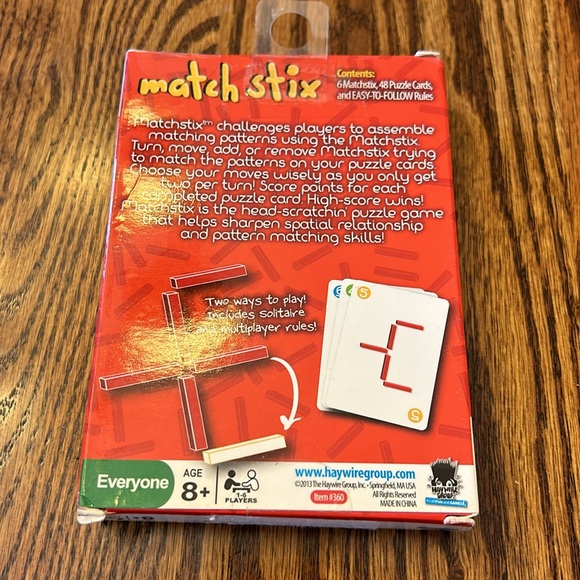 match stix
Contents:
6 Matchstix, 48 Puzzle Cards,
and EASY-TO-FOLLOW Rules
Matchstix™ challenges players to assemble
matching patterns using the Matchstix.
Turn, move, add, or remove Matchstix trying
to match the patterns on your puzzle cards.
Choose your moves wisely as you only get
two per turn! Score points for each
completed puzzle card. High-score wins!
Matchstix is the head-scratchin' puzzle game
that helps sharpen spatial relationship
and pattern matching skills!
Two ways to play!
Includes solitaire
and multiplayer rules!
5
5
Everyone
AGE
8+
1-6
PLAYERS
www.haywiregroup.com
©2013 The Haywire Group, Inc. • Springfield, MA USA
Item #360
All Rights Reserved
MADE IN CHINA
Haywire
Group